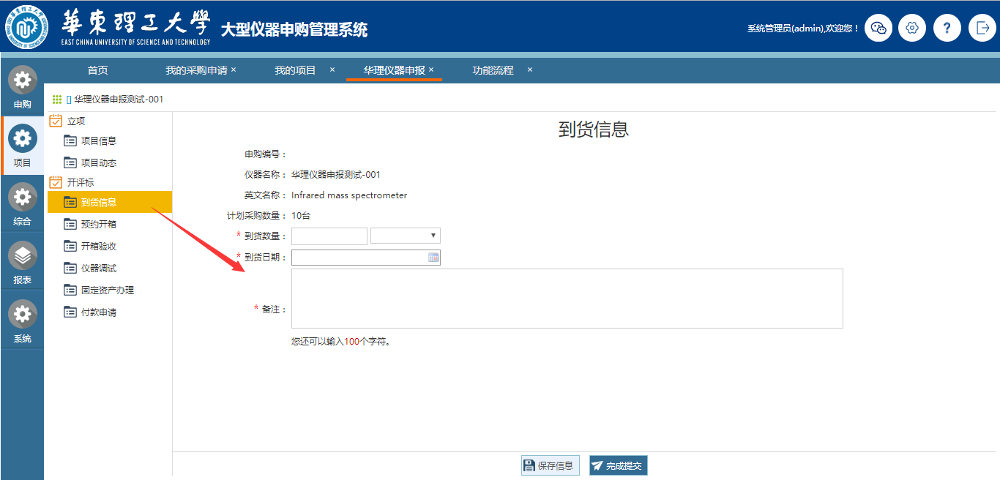 華東理工大學
EAST CHINA UNIVERSITY OF SCIENCE AND TECHNOLOGY
大型仪器申购管理系统
系统管理员(admin),欢迎您！
?
首页 我的采购申请 × 我的项目 × 华理仪器申报 × 功能流程 ×
申购
项目
综合
报表
系统
[] 华理仪器申报测试-001
立项
项目信息
项目动态
开评标
到货信息
预约开箱
开箱验收
仪器调试
固定资产办理
付款申请
到货信息
申购编号：
仪器名称： 华理仪器申报测试-001
英文名称： Infrared mass spectrometer
计划采购数量： 10台
* 到货数量：
* 到货日期：
* 备注：
您还可以输入100个字符。
保存信息 完成提交